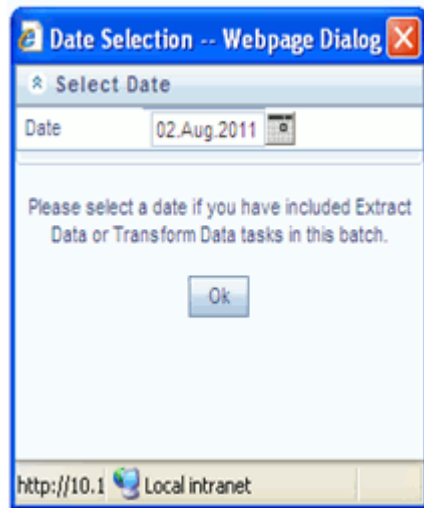 Date Selection -- Webpage Dialog
Select Date
Date 02.Aug.2011
Please select a date if you have included Extract
Data or Transform Data tasks in this batch.
Ok
http://10.1 Local intranet